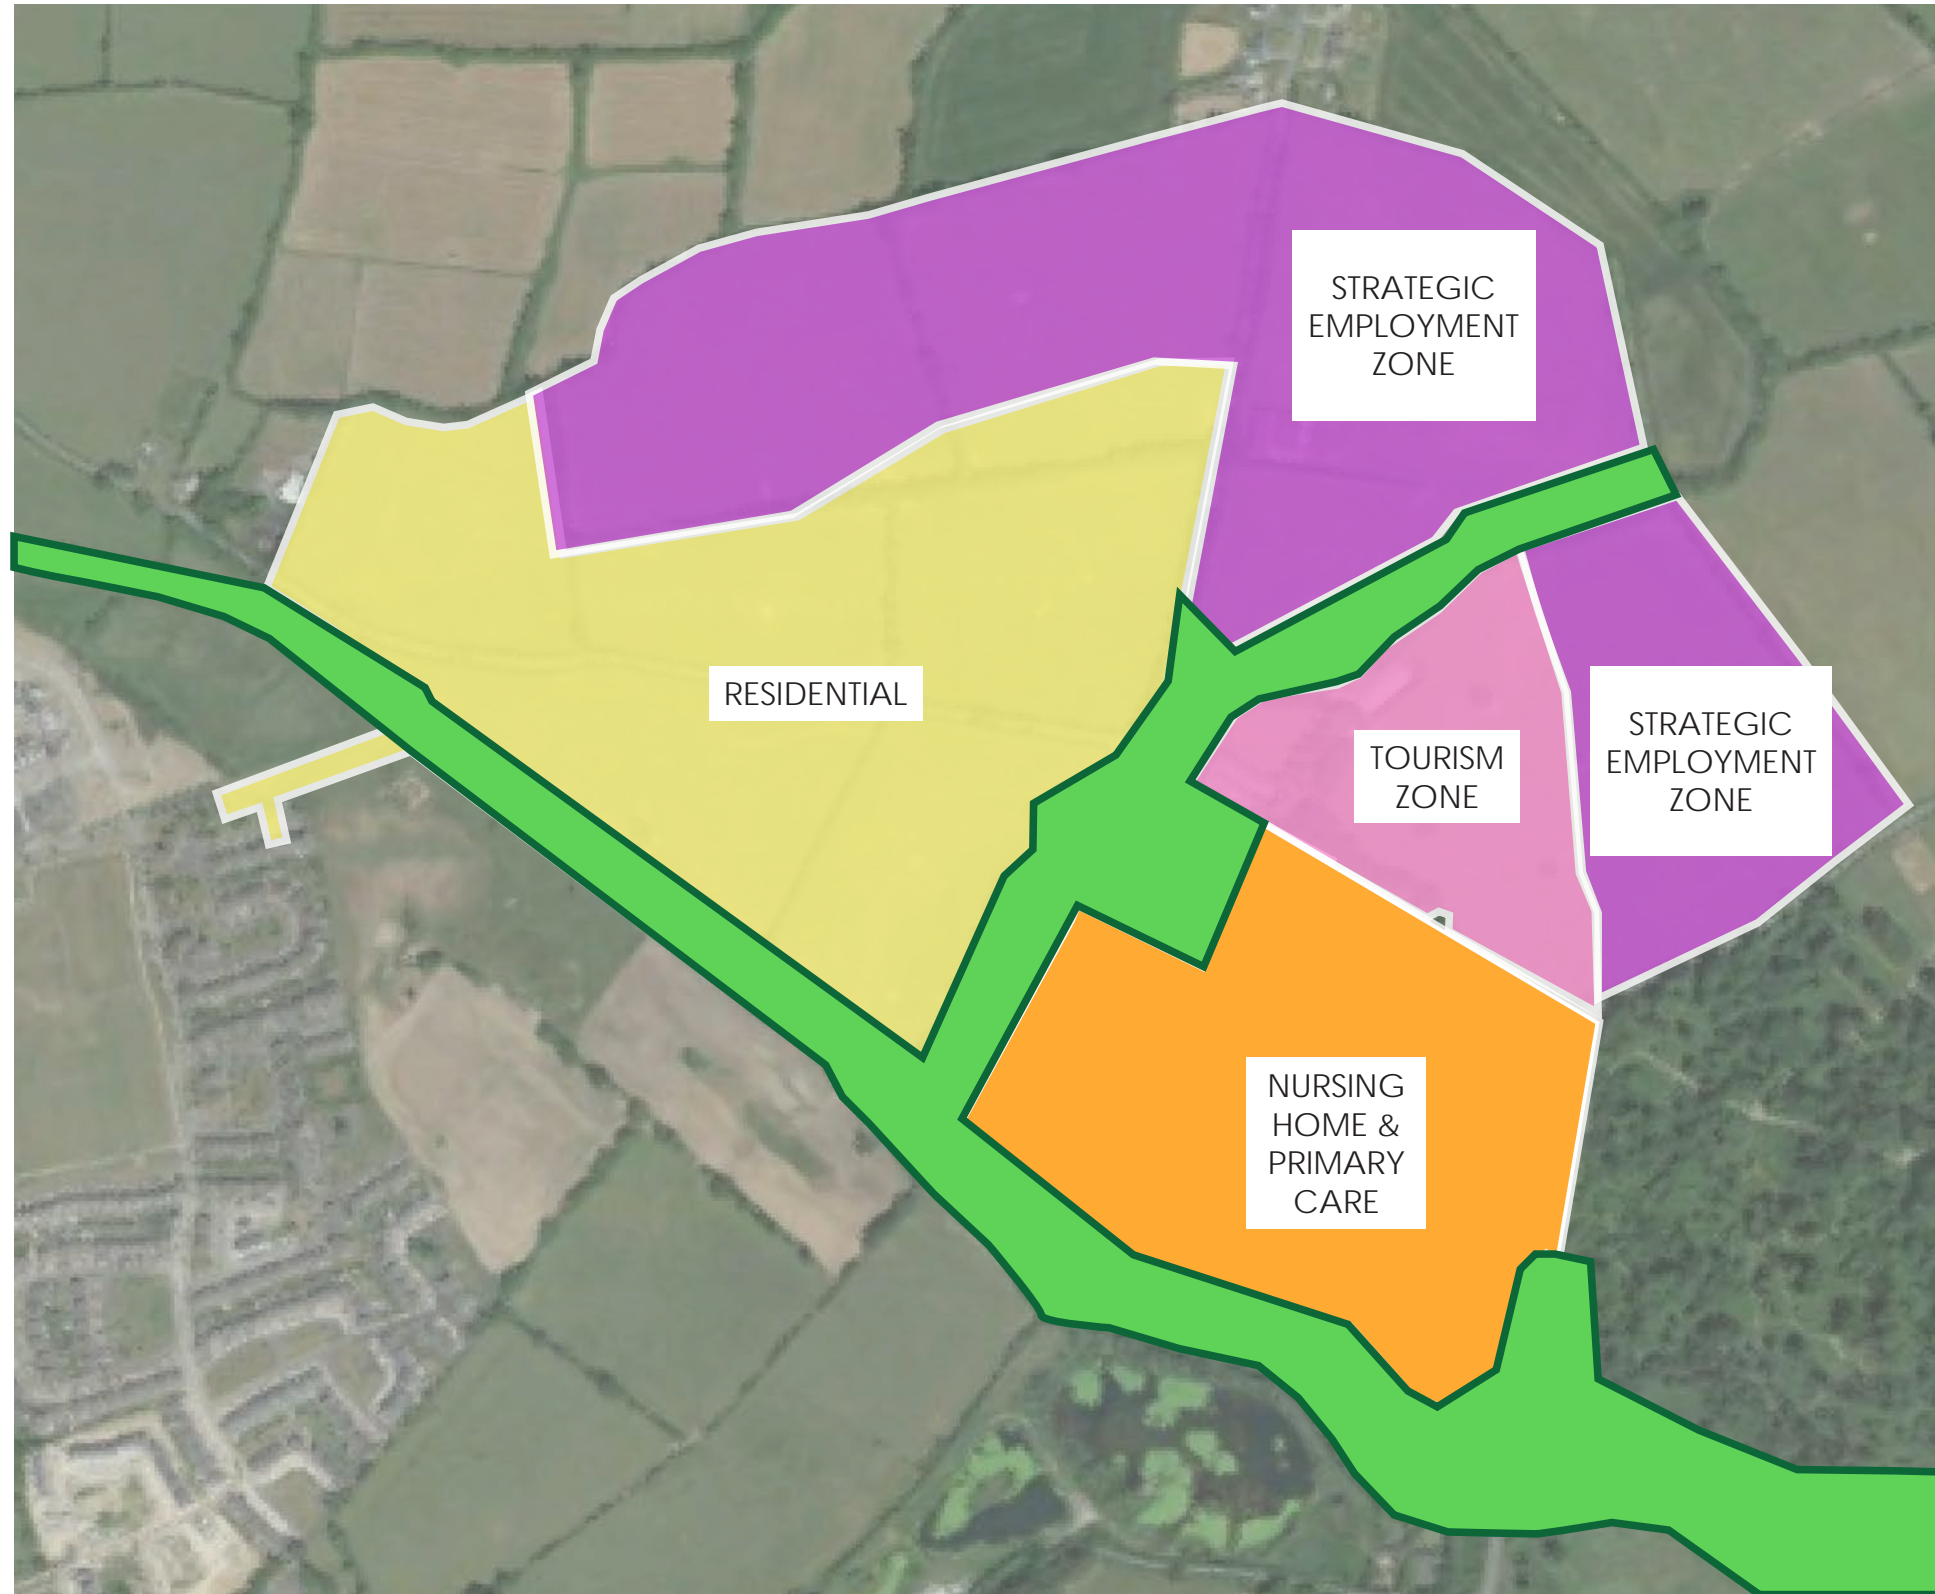 STRATEGIC
EMPLOYMENT
ZONE
RESIDENTIAL
STRATEGIC
EMPLOYMENT
ZONE
TOURISM
ZONE
NURSING
HOME &
PRIMARY
CARE